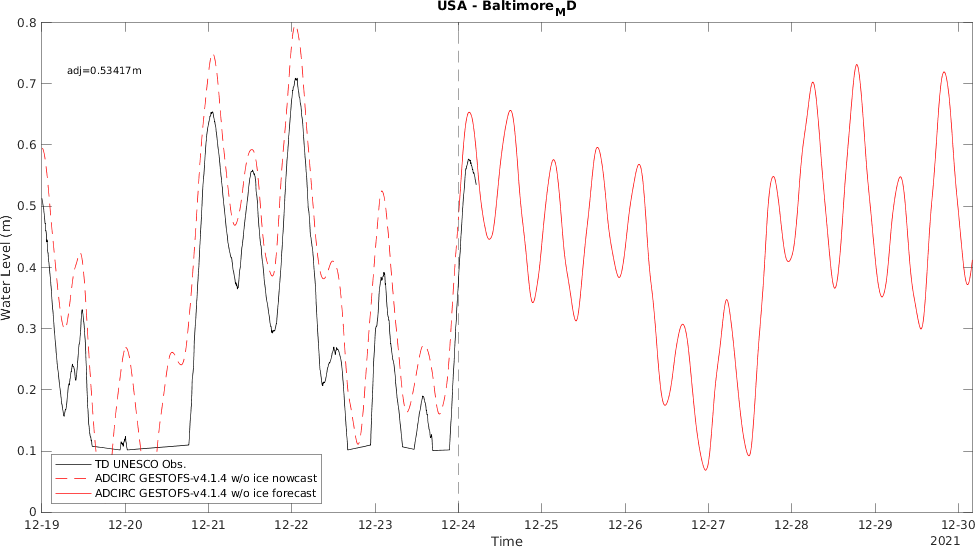 USA - Baltimore_MD
0.8
0.7
0.6
0.5
0.4
0.3
0.2
0.1
0
Water Level (m)
adj=0.53417m
TD UNESCO Obs.
ADCIRC GESTOFS-v4.1.4 w/o ice nowcast
ADCIRC GESTOFS-v4.1.4 w/o ice forecast
12-19 12-20 12-21 12-22 12-23 12-24 12-25 12-26 12-27 12-28 12-29 12-30
Time
2021